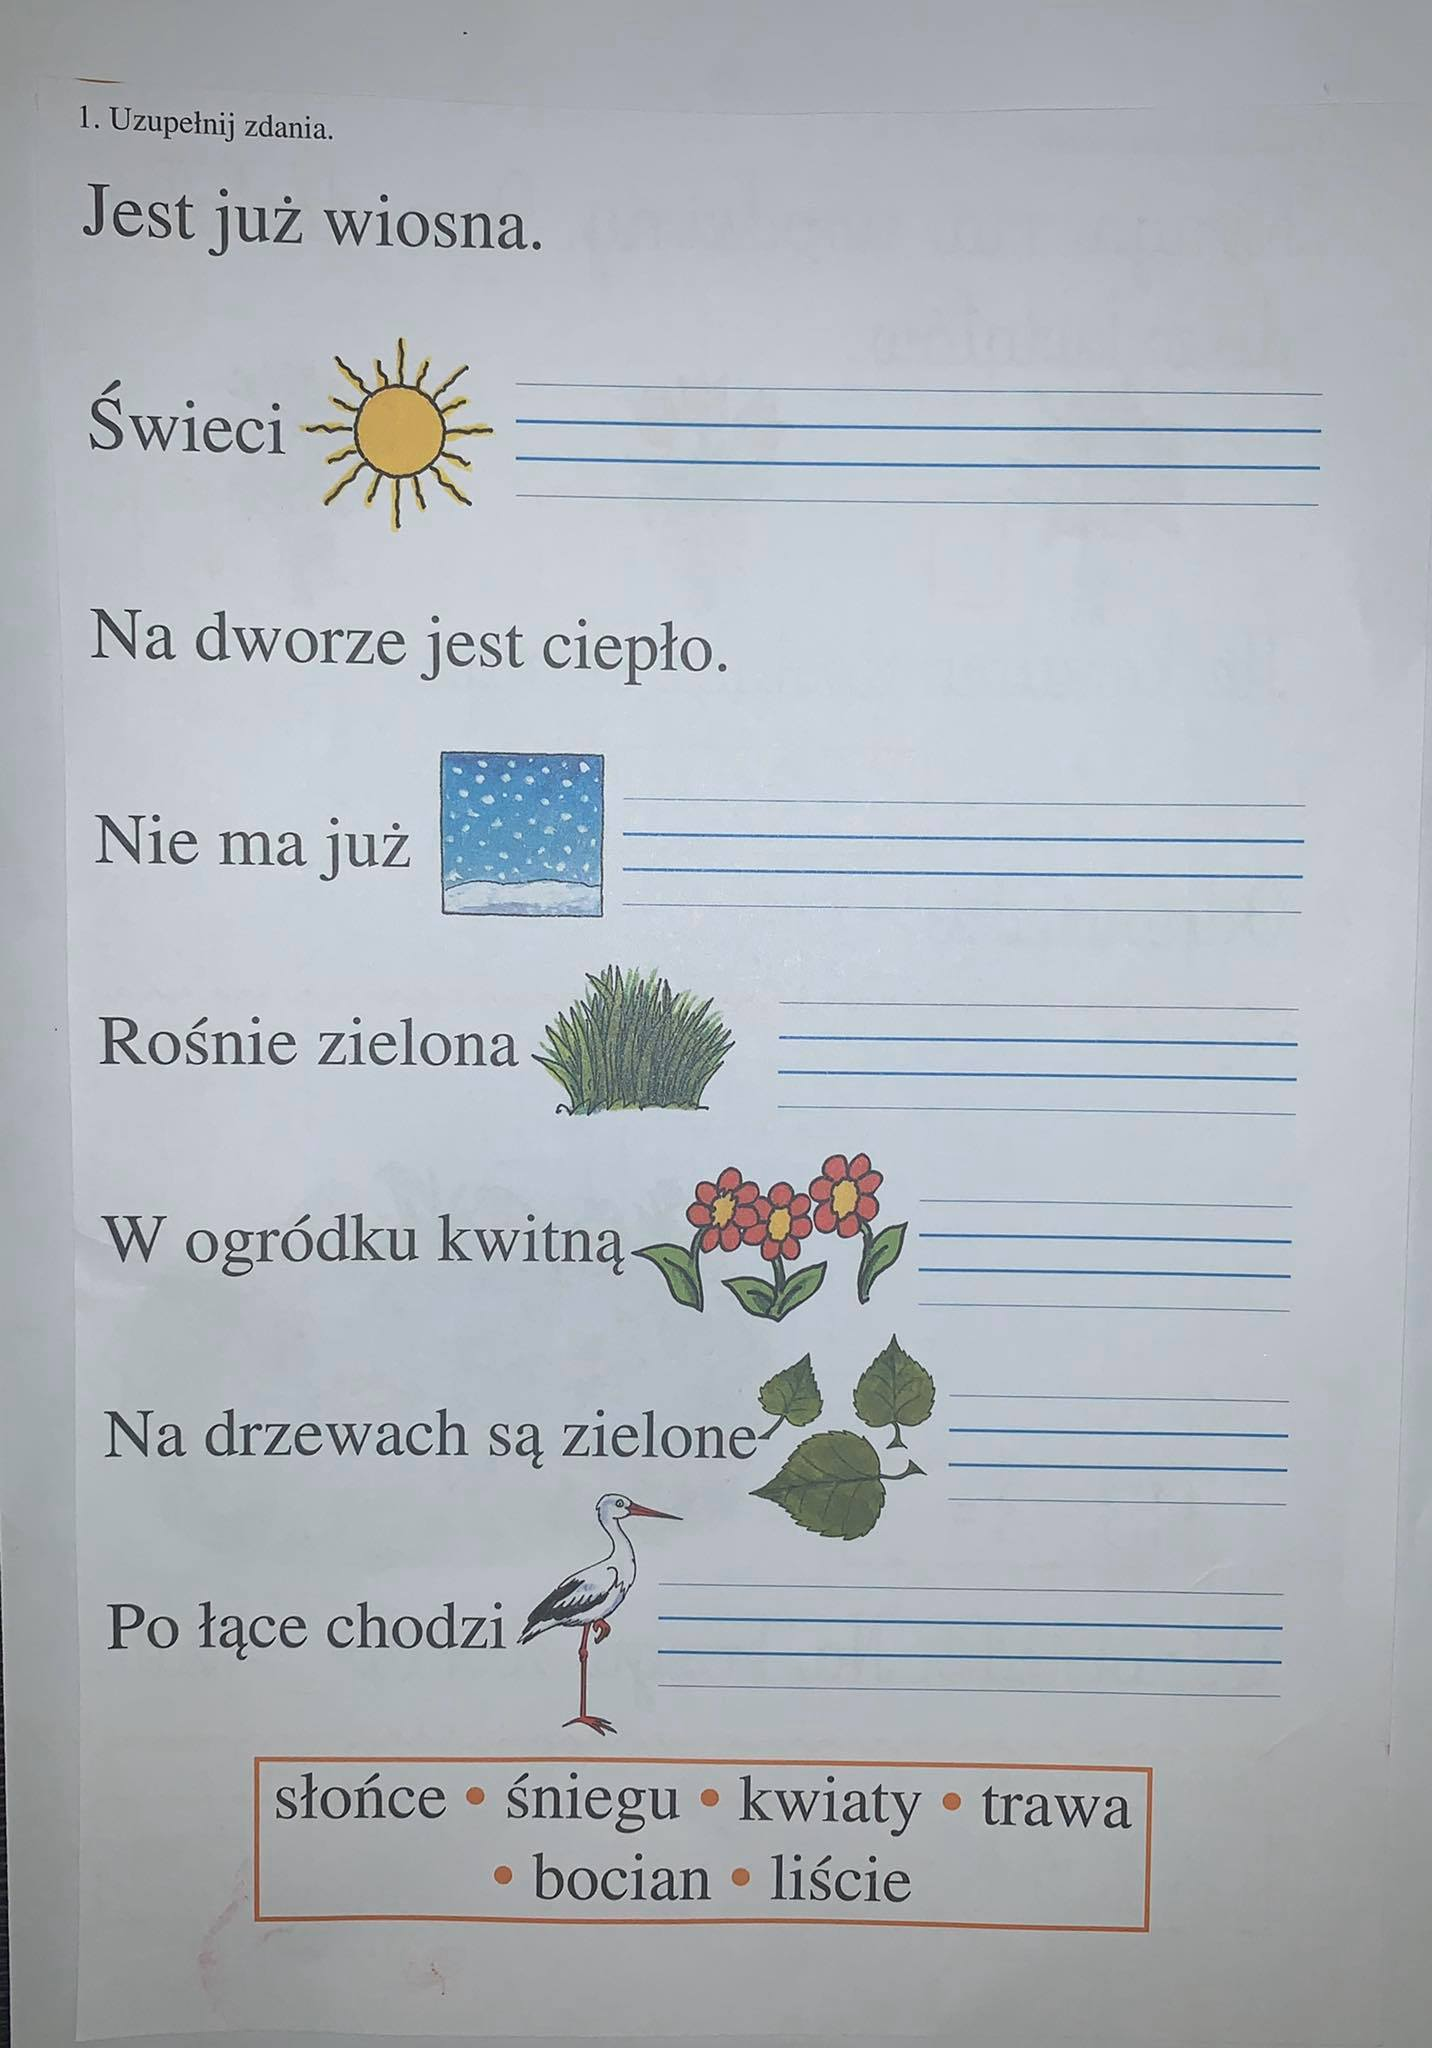 1. Uzupełnij zdania.
Jest już wiosna.
Świeci
Na dworze jest ciepło.
Nie ma już
Rośnie zielona
W ogródku kwitną
Na drzewach są zielone
Po łące chodzi
słońce • śniegu • kwiaty • trawa
• bocian • liście